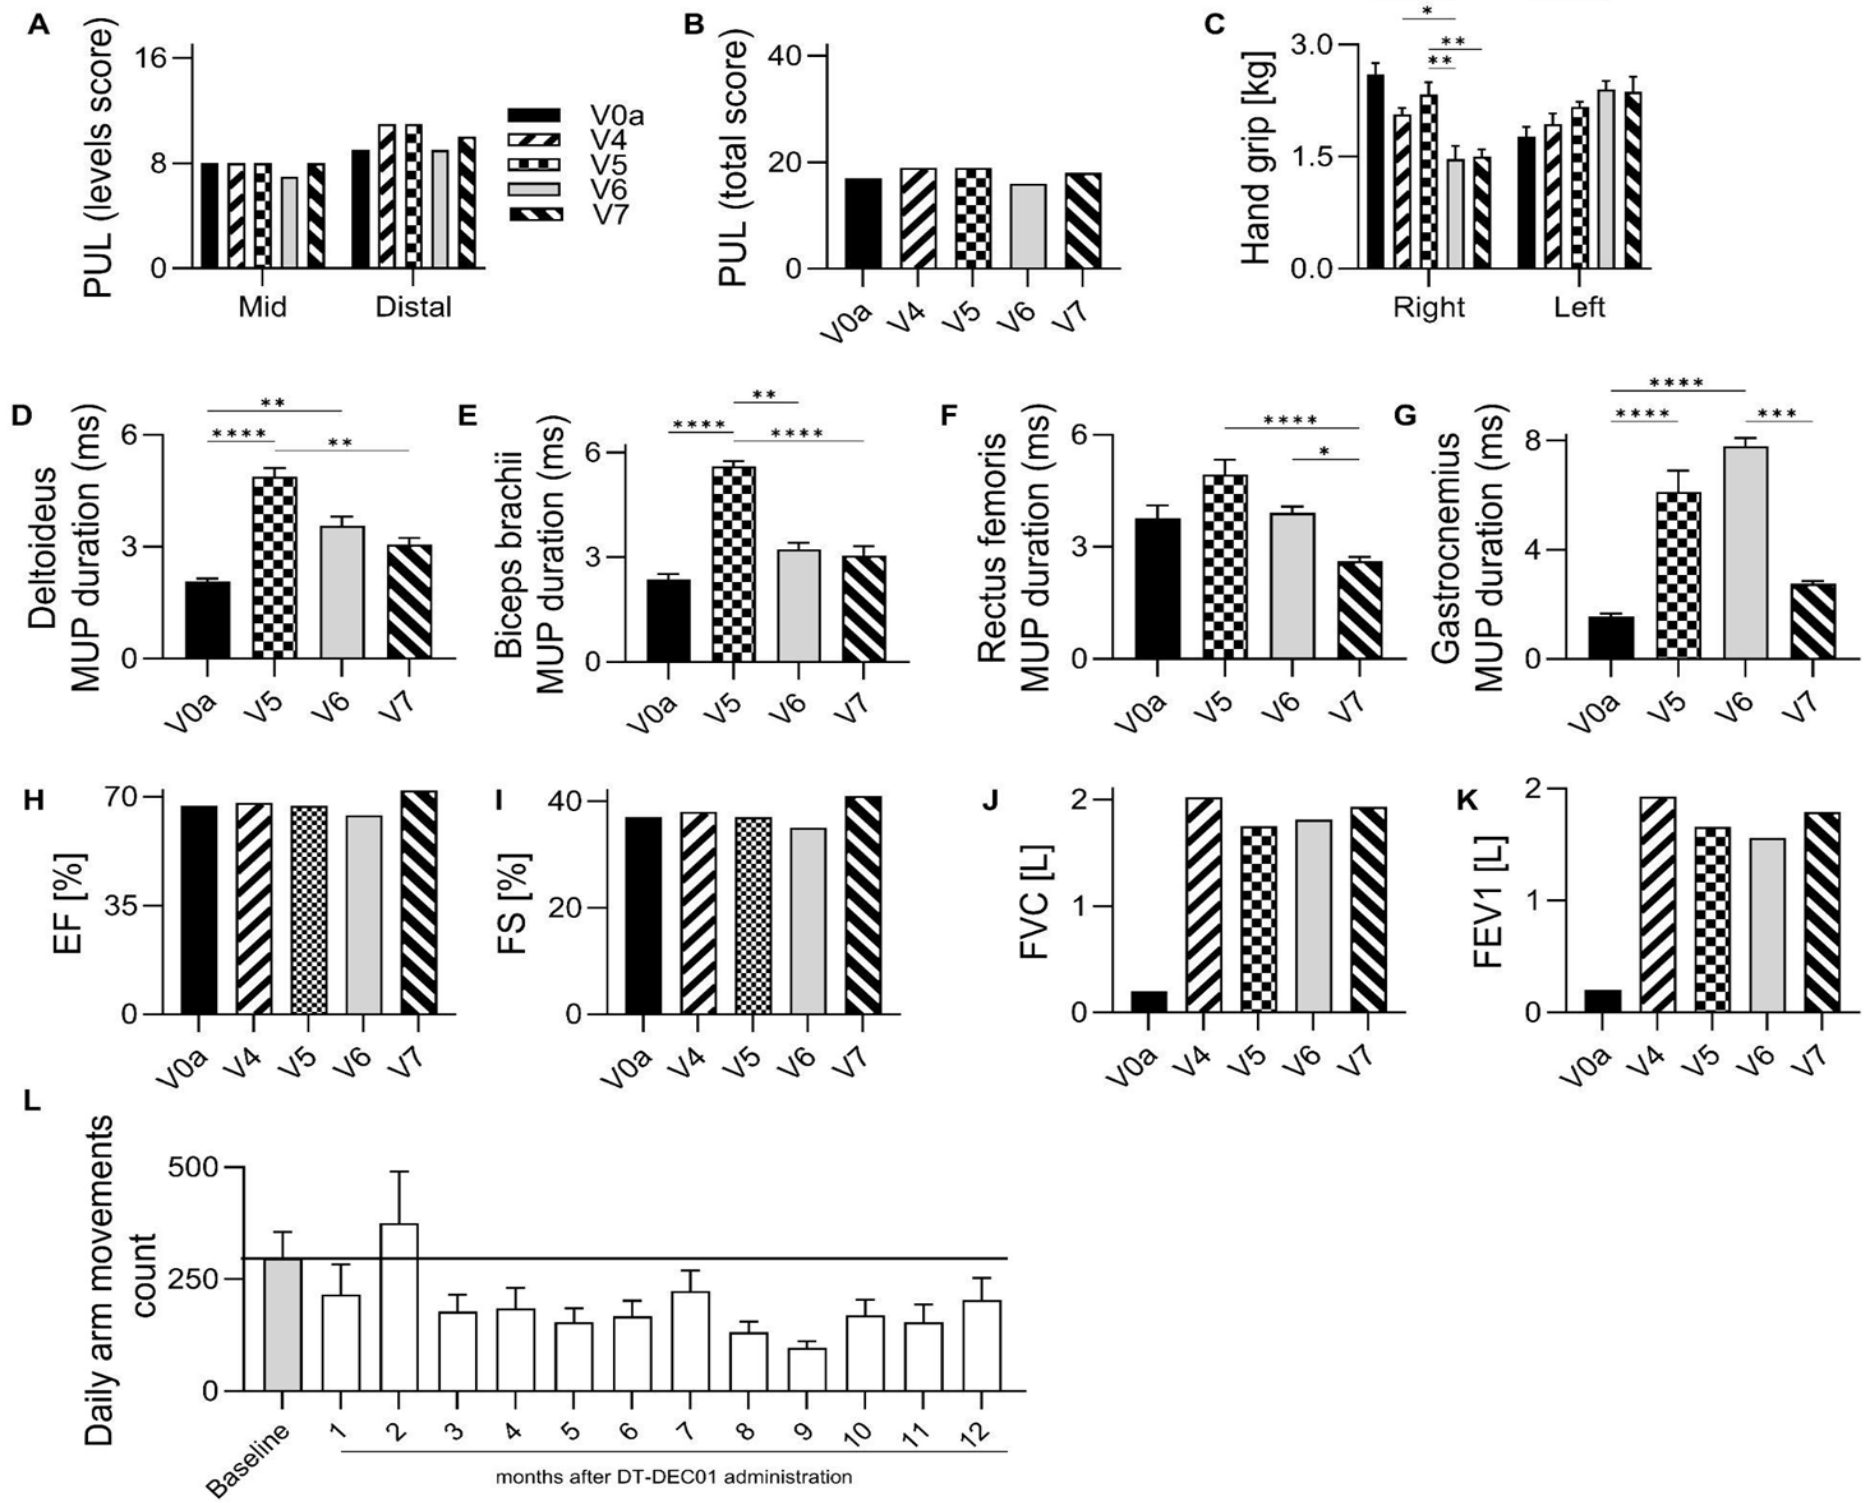 A
PUL (levels score)
16
8
0
Mid
Distal
V0a
V4
V5
V6
V7
B
PUL (total score)
40
20
0
V0a
V4
V5
V6
V7
C
Hand grip [kg]
3.0
1.5
0.0
*
**
**
Right
Left
D
Deltoideus
MUP duration (ms)
6
3
0
**
****
**
V0a
V5
V6
V7
E
Biceps brachii
MUP duration (ms)
6
3
0
**
****
****
V0a
V5
V6
V7
F
Rectus femoris
MUP duration (ms)
6
3
0
****
*
V0a
V5
V6
V7
G
Gastrocnemius
MUP duration (ms)
8
4
0
****
****
***
V0a
V5
V6
V7
H
EF [%]
70
35
0
V0a
V4
V5
V6
V7
I
FS [%]
40
20
0
V0a
V4
V5
V6
V7
J
FVC [L]
2
1
0
V0a
V4
V5
V6
V7
K
FEV1 [L]
2
1
0
V0a
V4
V5
V6
V7
L
Daily arm movements
count
500
250
0
Baseline
1
2
3
4
5
6
7
8
9
10
11
12
months after DT-DEC01 administration